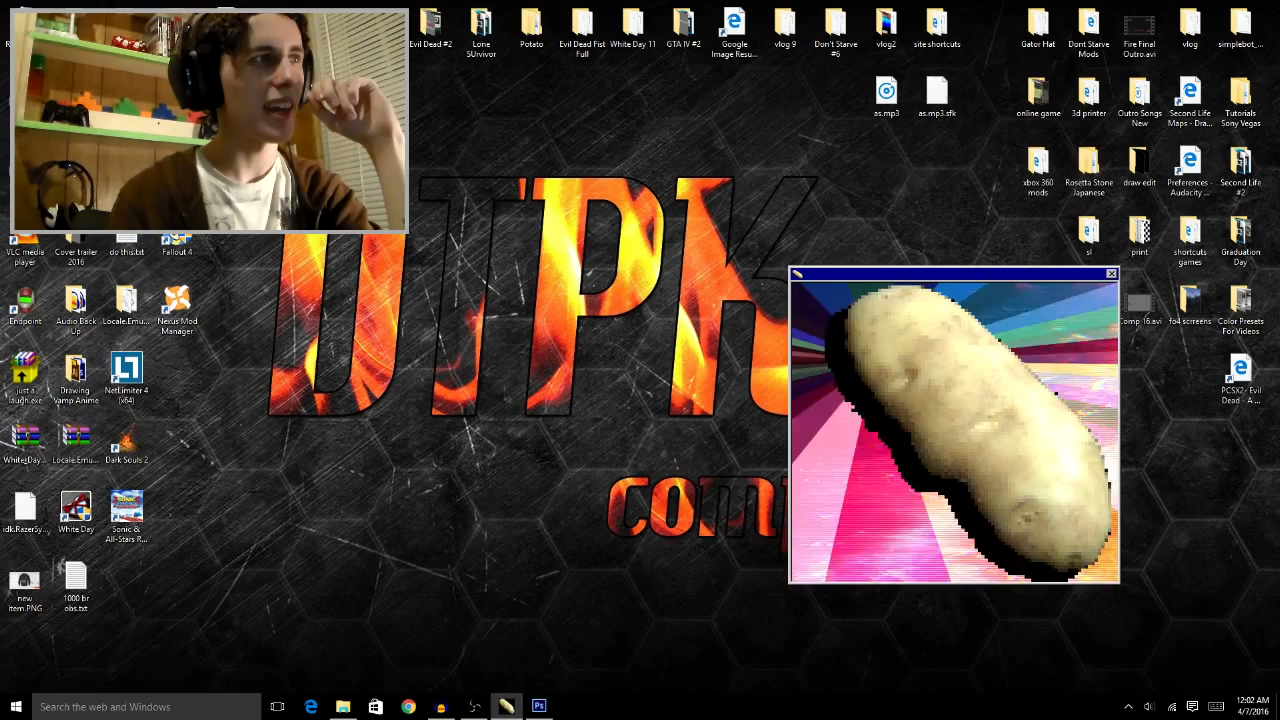 Evil Dead #2
S.Lone SUrvivor
Potato
Evil Dead Fist Full
White Day 11
GTA IV #2
Google Image Resu...
vlog 9
Don't Starve #6
vlog2
site shortcuts
Gator Hat
Dont Starve Mods
Fire Final Outro.avi
vlog
simplebot_...
as.mp3
as.mp3.sfk
online game
3d printer
Outro Songs New
Second Life Maps - Dra...
Tutorials Sony Vegas
xbox 360 mods
Rosetta Stone Japanese
draw edit
Preferences - Audacity ...
Second Life #2
VLC media player
Cover trailer 2016
do this.txt
Fallout 4
sl
print
shortcuts games
Graduation Day
Endpoint
Audio Back Up
Locale.Emu...
Nexus Mod Manager
Comp 16.avi
fo4 scrreens
Color Presets For Videos
just a laugh.exe
Drawing Vamp Anime
NetLimiter 4 (x64)
PCSX2 - Evil Dead - A ...
White_Day...
Locale.Emu...
Dark Souls 2
idk.RazerSy...
White Day
Sonic & All-Stars R...
new item.PNG
1000 br obs.txt
DTPK
com
Search the web and Windows
Ps
12:02 AM
4/7/2016